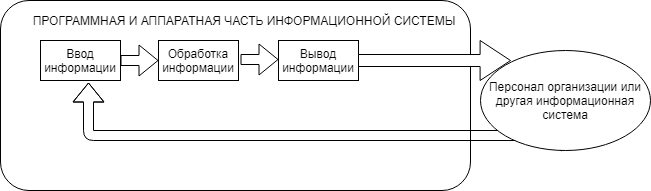 ПРОГРАММНАЯ И АППАРАТНАЯ ЧАСТЬ ИНФОРМАЦИОННОЙ СИСТЕМЫ
Ввод
информации
Обработка
информации
Вывод
информации
Персонал организации или
другая информационная
система